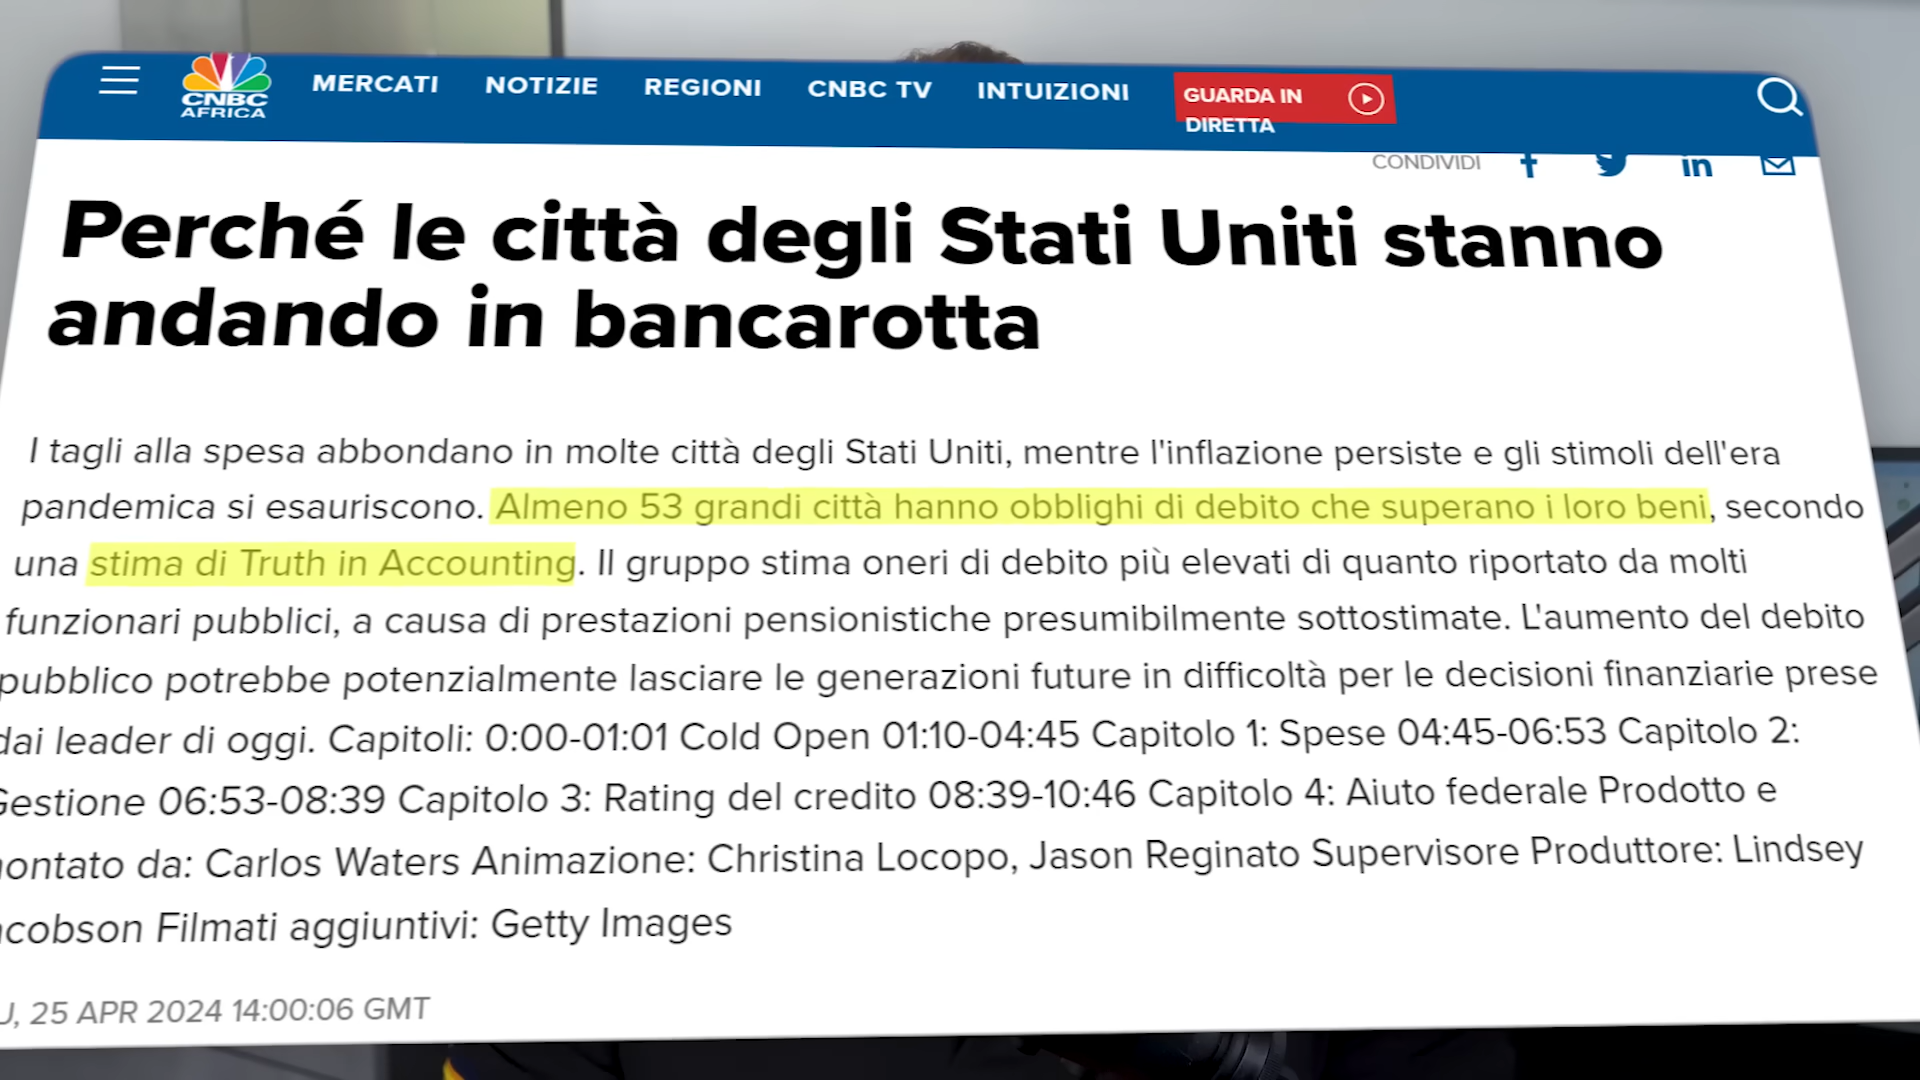 CNBC AFRICA
MERCATI NOTIZIE REGIONI CNBC TV INTUIZIONI GUARDA IN DIRETTA
CONDIVIDI
Perché le città degli Stati Uniti stanno
andando in bancarotta
I tagli alla spesa abbondano in molte città degli Stati Uniti, mentre l'inflazione persiste e gli stimoli dell'era
pandemica si esauriscono. Almeno 53 grandi città hanno obblighi di debito che superano i loro beni, secondo
una stima di Truth in Accounting. Il gruppo stima oneri di debito più elevati di quanto riportato da molti
funzionari pubblici, a causa di prestazioni pensionistiche presumibilmente sottostimate. L'aumento del debito
pubblico potrebbe potenzialmente lasciare le generazioni future in difficoltà per le decisioni finanziarie prese
dai leader di oggi. Capitoli: 0:00-01:01 Cold Open 01:10-04:45 Capitolo 1: Spese 04:45-06:53 Capitolo 2:
Gestione 06:53-08:39 Capitolo 3: Rating del credito 08:39-10:46 Capitolo 4: Aiuto federale Prodotto e
ontato da: Carlos Waters Animazione: Christina Locopo, Jason Reginato Supervisore Produttore: Lindsey
acobson Filmati aggiuntivi: Getty Images
U, 25 APR 2024 14:00:06 GMT